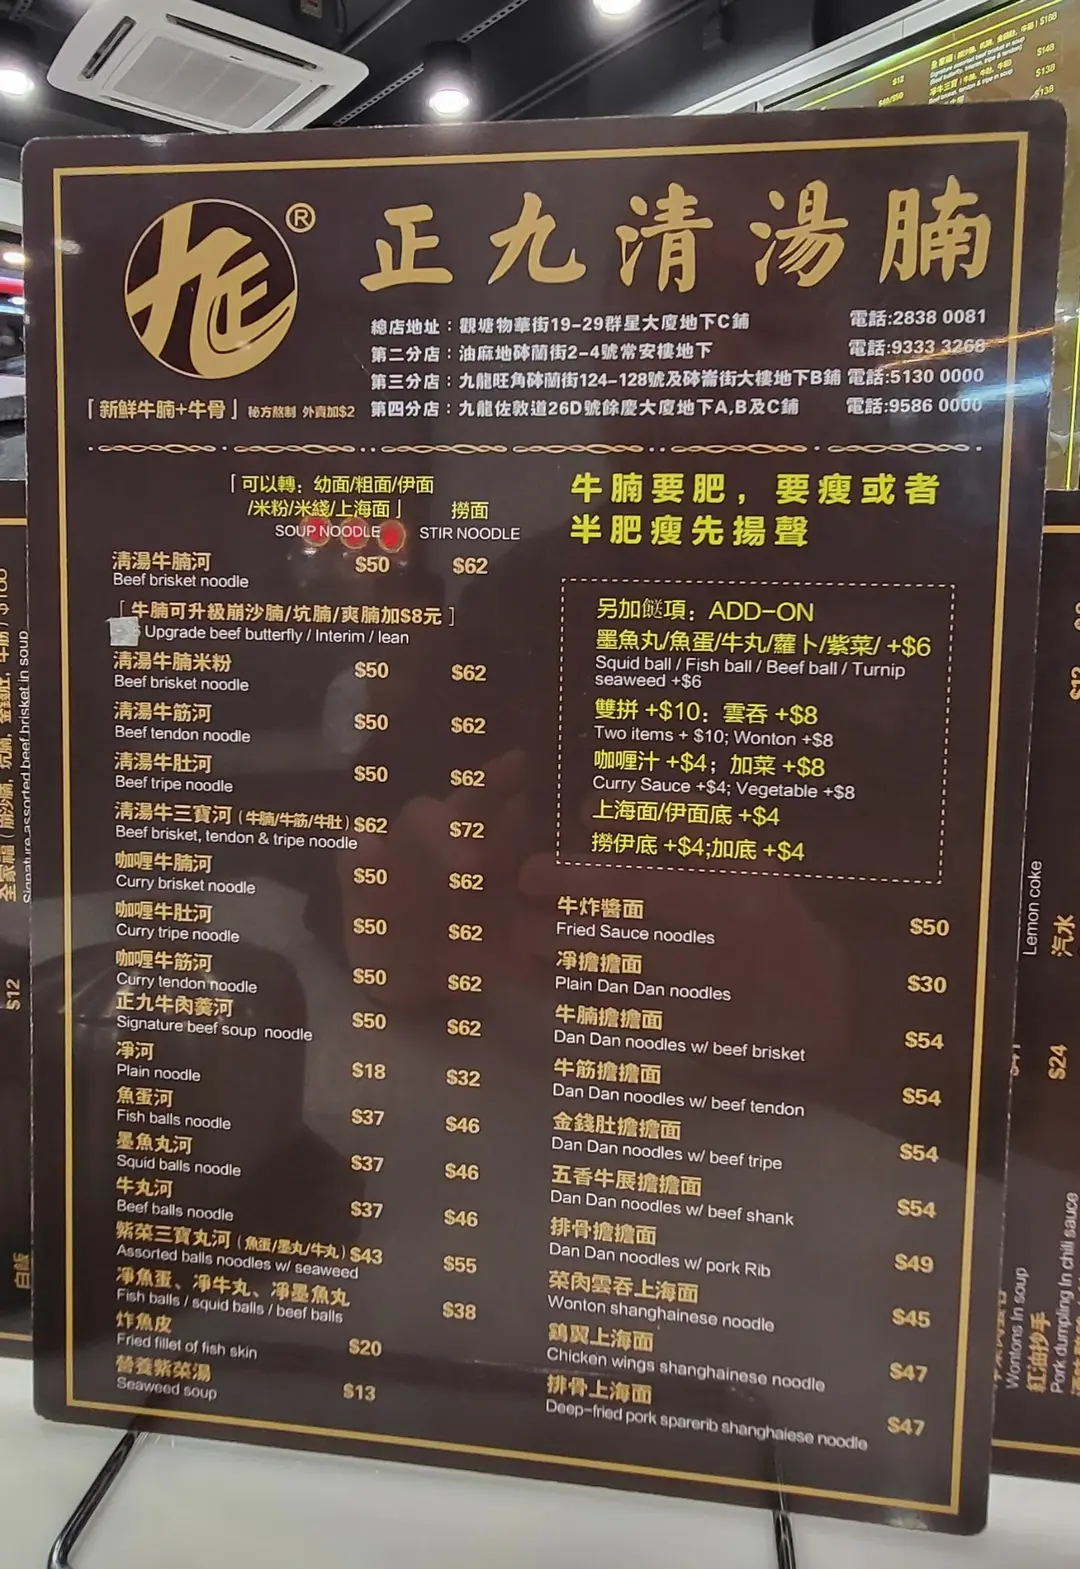 正九清湯腩
®
總店地址：觀塘物華街19-29群星大廈地下C鋪 電話:2838 0081
第二分店：油麻地砵蘭街2-4號常安樓地下 電話:9333 3268
第三分店：九龍旺角砵蘭街124-128號及砵崙街大樓地下B鋪 電話:5130 0000
第四分店：九龍佐敦道26D號餘慶大廈地下A,B及C鋪 電話:9586 0000
「新鮮牛腩+牛骨」秘方熬制 外賣加$2
「可以轉：幼面/粗面/伊面
/米粉/米綫/上海面」 撈面
SOUP NOODLE STIR NOODLE
清湯牛腩河 $50 $62
Beef brisket noodle
[ 牛腩可升級崩沙腩/坑腩/爽腩加$8元 ]
Upgrade beef butterfly / Interim / lean
清湯牛腩米粉 $50 $62
Beef brisket noodle
清湯牛筋河 $50 $62
Beef tendon noodle
清湯牛肚河 $50 $62
Beef tripe noodle
清湯牛三寶河 (牛腩/牛筋/牛肚) $62 $72
Beef brisket, tendon & tripe noodle
咖喱牛腩河 $50 $62
Curry brisket noodle
咖喱牛肚河 $50 $62
Curry tripe noodle
咖喱牛筋河 $50 $62
Curry tendon noodle
正九牛肉羹河 $50 $62
Signature beef soup noodle
凈河 $18 $32
Plain noodle
魚蛋河 $37 $46
Fish balls noodle
墨魚丸河 $37 $46
Squid balls noodle
牛丸河 $37 $46
Beef balls noodle
紫菜三寶丸河 (魚蛋/墨丸/牛丸) $43 $55
Assorted balls noodles w/ seaweed
凈魚蛋、凈牛丸、凈墨魚丸 $38
Fish balls / squid balls / beef balls
炸魚皮 $20
Fried fillet of fish skin
營養紫菜湯 $13
Seaweed soup
牛腩要肥，要瘦或者
半肥瘦先揚聲
另加餸項：ADD-ON
墨魚丸/魚蛋/牛丸/蘿卜/紫菜/ +$6
Squid ball / Fish ball / Beef ball / Turnip
seaweed +$6
雙拼 +$10：雲吞 +$8
Two items + $10; Wonton +$8
咖喱汁 +$4；加菜 +$8
Curry Sauce +$4; Vegetable +$8
上海面/伊面底 +$4
撈伊底 +$4;加底 +$4
牛炸醬面 $50
Fried Sauce noodles
凈擔擔面 $30
Plain Dan Dan noodles
牛腩擔擔面 $54
Dan Dan noodles w/ beef brisket
牛筋擔擔面 $54
Dan Dan noodles w/ beef tendon
金錢肚擔擔面 $54
Dan Dan noodles w/ beef tripe
五香牛展擔擔面 $54
Dan Dan noodles w/ beef shank
排骨擔擔面 $49
Dan Dan noodles w/ pork Rib
菜肉雲吞上海面 $45
Wonton shanghainese noodle
鷄翼上海面 $47
Chicken wings shanghainese noodle
排骨上海面 $47
Deep-fried pork sparerib shanghaiese noodle
Signature assorted beef brisket in soup
$12
白飯
Lemon coke
汽水
$12
$24
Wontons In soup
紅油抄手
Pork dumpling In chili sauce
$168
$148
$138
$138
$12